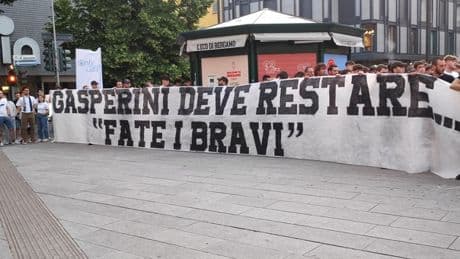 L'ECO DI BERGAMO
GASPERINI DEVE RESTARE...
"FATE I BRAVI"